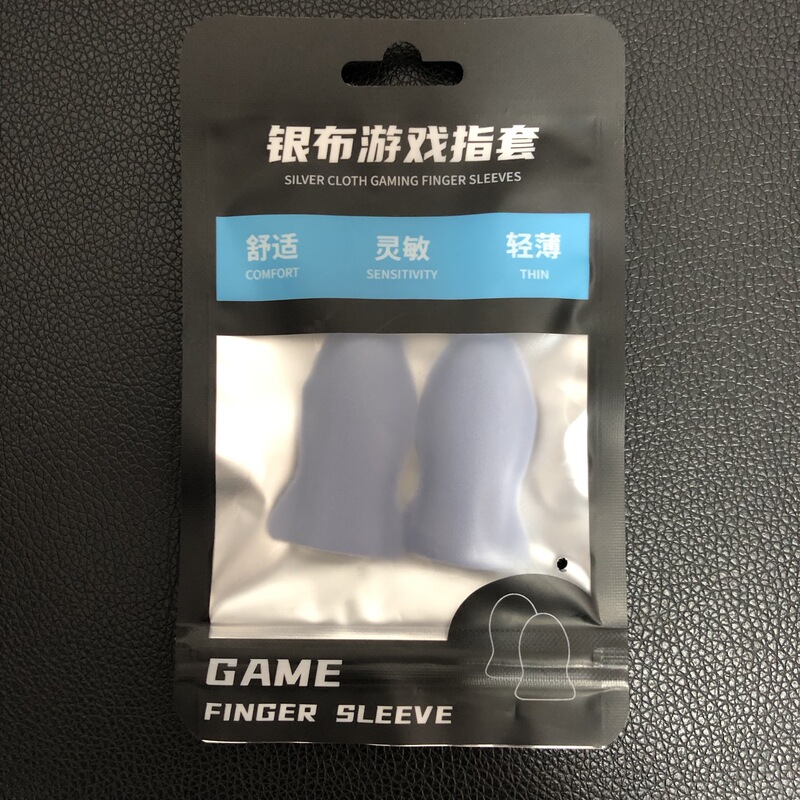 银布游戏指套
SILVER CLOTH GAMING FINGER SLEEVES
舒适 灵敏 轻薄
COMFORT SENSITIVITY THIN
GAME
FINGER SLEEVE